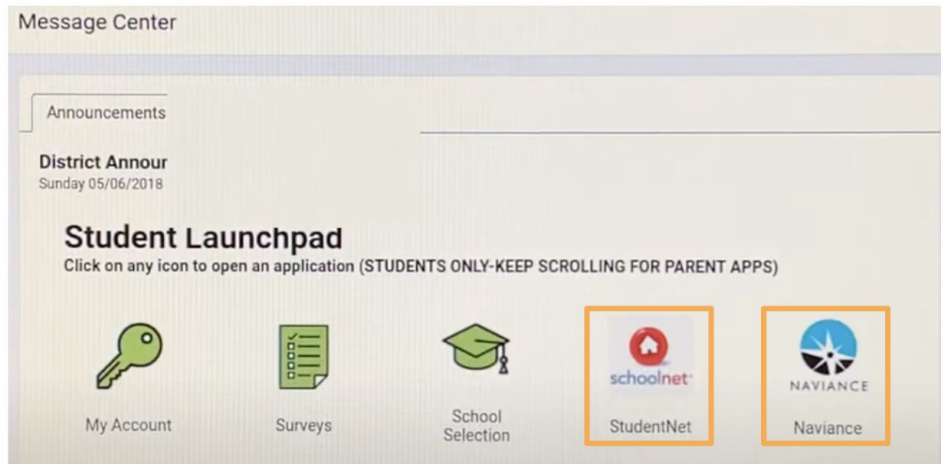 Message Center
Announcements
District Annour
Sunday 05/06/2018
Student Launchpad
Click on any icon to open an application (STUDENTS ONLY-KEEP SCROLLING FOR PARENT APPS)
schoolnet
NAVIANCE
My Account
Surveys
School
Selection
StudentNet
Naviance